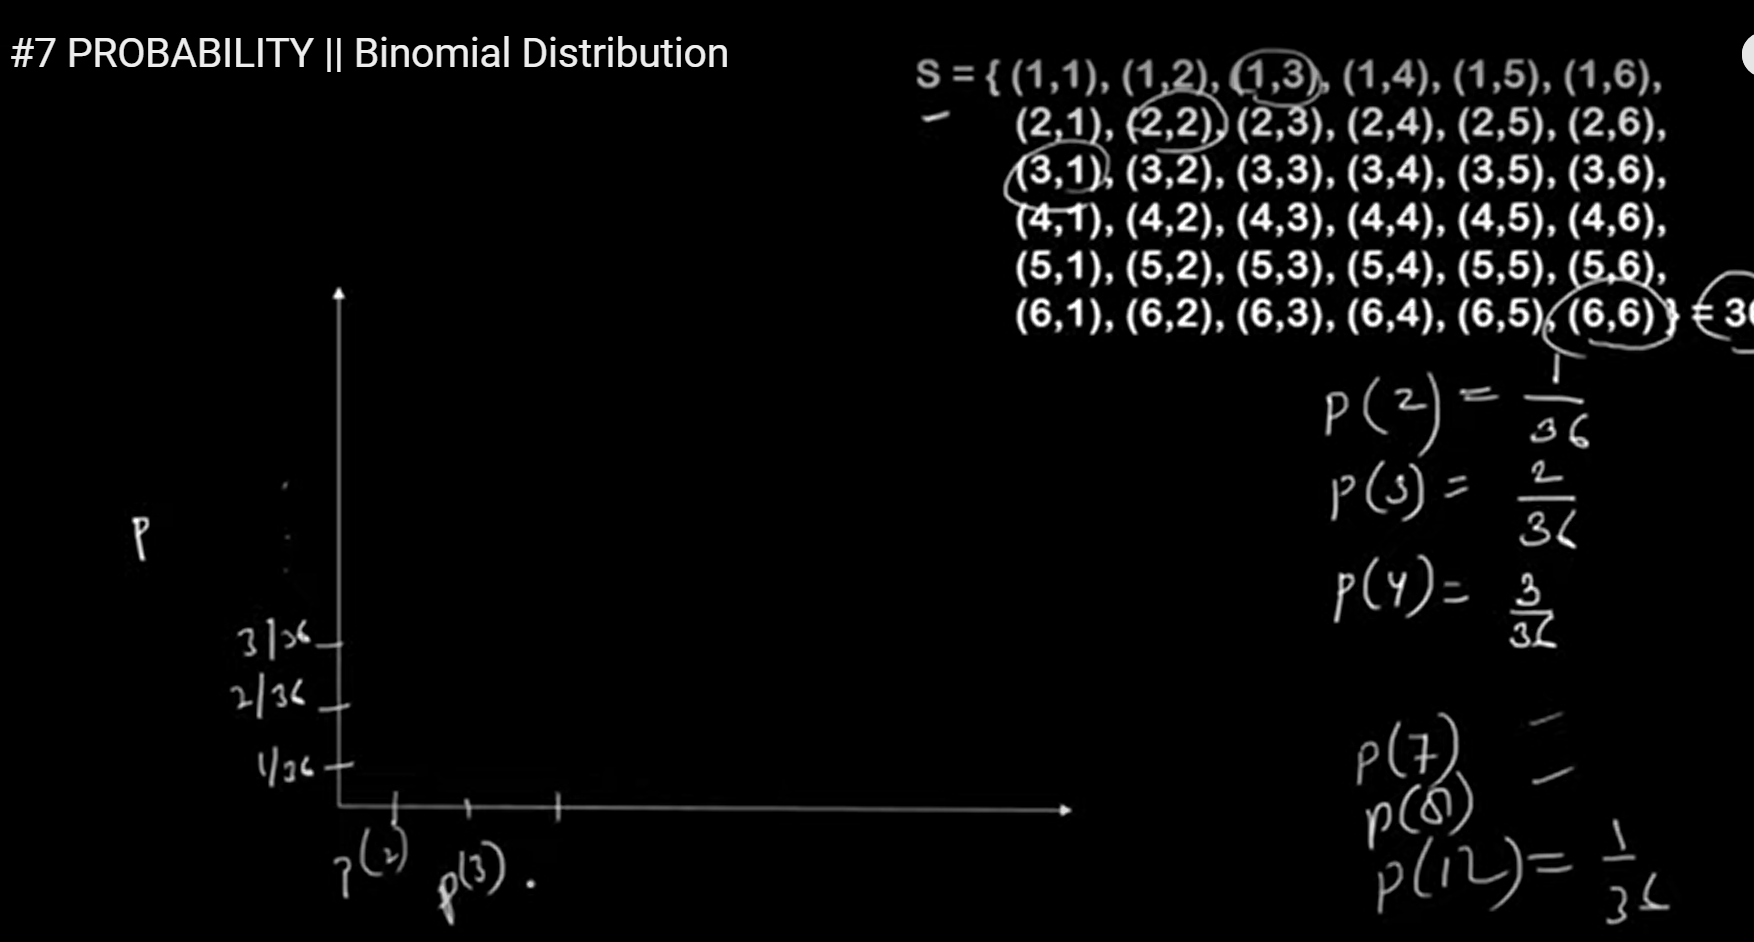 #7 PROBABILITY || Binomial Distribution
S = { (1,1), (1,2), (1,3), (1,4), (1,5), (1,6),
(2,1), (2,2), (2,3), (2,4), (2,5), (2,6),
(3,1), (3,2), (3,3), (3,4), (3,5), (3,6),
(4,1), (4,2), (4,3), (4,4), (4,5), (4,6),
(5,1), (5,2), (5,3), (5,4), (5,5), (5,6),
(6,1), (6,2), (6,3), (6,4), (6,5), (6,6) } =
P(2) = 1/36
P(3) = 2/36
P(4) = 3/36
P(7) =
P(8)
P(12) = 1/36
P
3/36
2/36
1/36
P(2) P(3) .